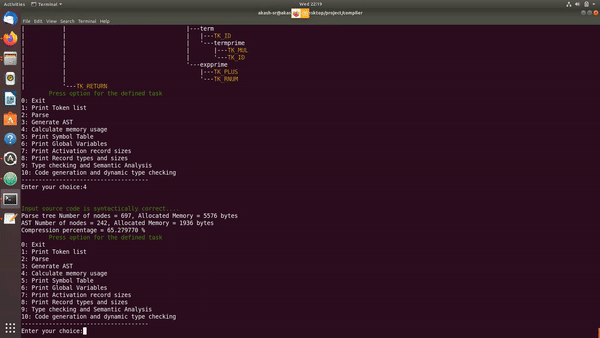 Activities Terminal Wed 22:19
File Edit View Search Terminal Help
| | |---term
| | | |---TK_ID
| | | '---termprime
| | | |---TK_MUL
| | | '---TK_ID
| | '---expprime
| | |---TK_PLUS
| | '---TK_RNUM
| '---TK_RETURN
Press option for the defined task
0: Exit
1: Print Token list
2: Parse
3: Generate AST
4: Calculate memory usage
5: Print Symbol Table
6: Print Global Variables
7: Print Activation record sizes
8: Print Record types and sizes
9: Type checking and Semantic Analysis
10: Code generation and dynamic type checking
------------------------------------
Enter your choice:4
Input source code is syntactically correct....
Parse tree Number of nodes = 697, Allocated Memory = 5576 bytes
AST Number of nodes = 242, Allocated Memory = 1936 bytes
Compression percentage = 65.279770 %
Press option for the defined task
0: Exit
1: Print Token list
2: Parse
3: Generate AST
4: Calculate memory usage
5: Print Symbol Table
6: Print Global Variables
7: Print Activation record sizes
8: Print Record types and sizes
9: Type checking and Semantic Analysis
10: Code generation and dynamic type checking
------------------------------------
Enter your choice: